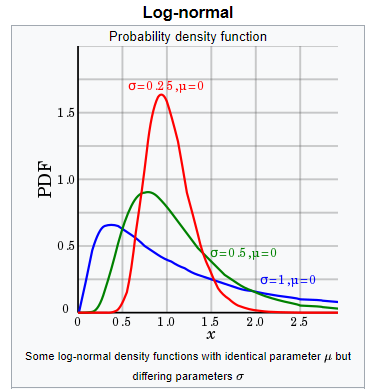 Log-normal
Probability density function
σ=0.25,μ=0
1.5
PDF
1.0
0.5
σ=0.5,μ=0
σ=1,μ=0
0
0 0.5 1.0 1.5 2.0 2.5
x
Some log-normal density functions with identical parameter μ but
differing parameters σ